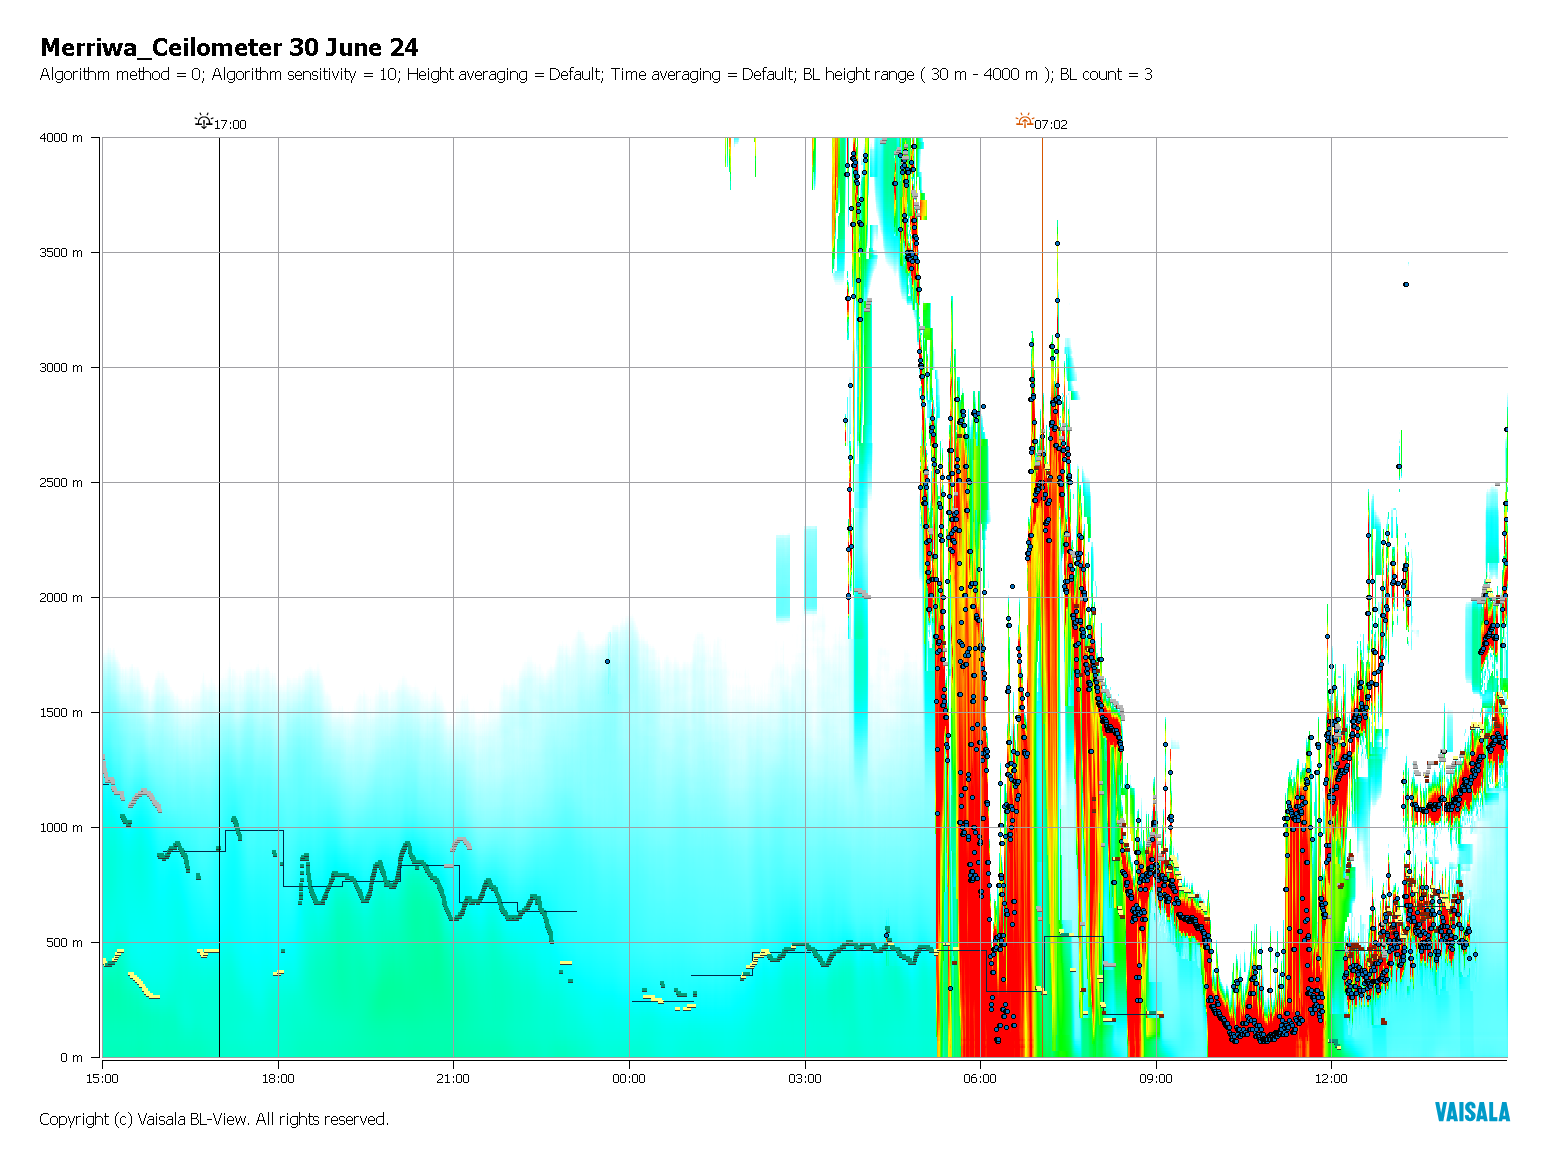 Merriwa_Ceilometer 30 June 24
Algorithm method = 0; Algorithm sensitivity = 10; Height averaging = Default; Time averaging = Default; BL height range ( 30 m - 4000 m ); BL count = 3
17:00
07:02
4000 m
3500 m
3000 m
2500 m
2000 m
1500 m
1000 m
500 m
0 m
15:00
18:00
21:00
00:00
03:00
06:00
09:00
12:00
Copyright (c) Vaisala BL-View. All rights reserved.
VAISALA